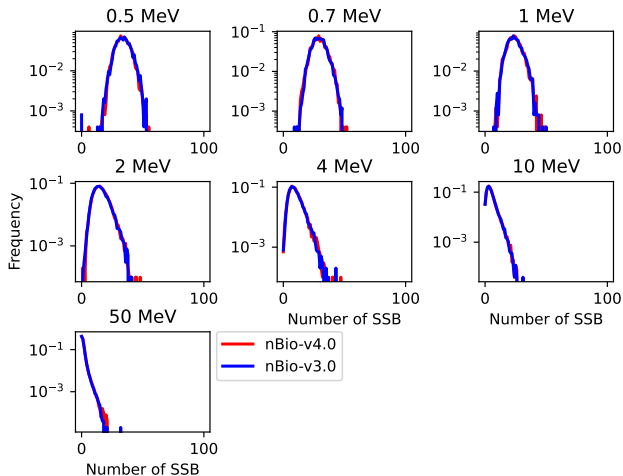 0.5 MeV
0.7 MeV
1 MeV
10⁻²
10⁻³
0
100
10⁻¹
10⁻²
10⁻³
0
100
10⁻²
10⁻³
0
100
2 MeV
4 MeV
10 MeV
Frequency
10⁻¹
10⁻³
0
100
10⁻¹
10⁻³
0
100
Number of SSB
10⁻¹
10⁻³
0
100
Number of SSB
50 MeV
10⁻¹
10⁻³
0
100
Number of SSB
nBio-v4.0
nBio-v3.0